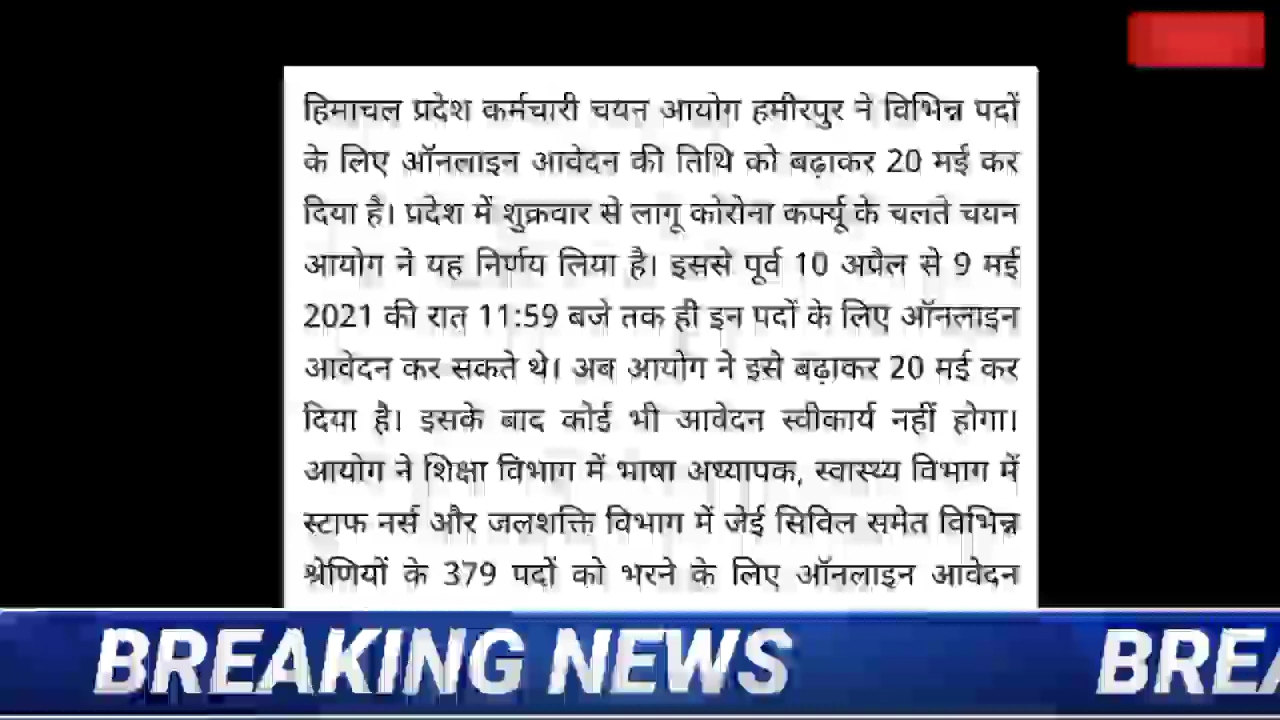 हिमाचल प्रदेश कर्मचारी चयन आयोग हमीरपुर ने विभिन्न पदों
के लिए ऑनलाइन आवेदन की तिथि को बढ़ाकर 20 मई कर
दिया है। प्रदेश में शुक्रवार से लागू कोरोना कर्फ्यू के चलते चयन
आयोग ने यह निर्णय लिया है। इससे पूर्व 10 अप्रैल से 9 मई
2021 की रात 11:59 बजे तक ही इन पदों के लिए ऑनलाइन
आवेदन कर सकते थे। अब आयोग ने इसे बढ़ाकर 20 मई कर
दिया है। इसके बाद कोई भी आवेदन स्वीकार्य नहीं होगा।
आयोग ने शिक्षा विभाग में भाषा अध्यापक, स्वास्थ्य विभाग में
स्टाफ नर्स और जलशक्ति विभाग में जेई सिविल समेत विभिन्न
श्रेणियों के 379 पदों को भरने के लिए ऑनलाइन आवेदन
BREAKING NEWS BREA